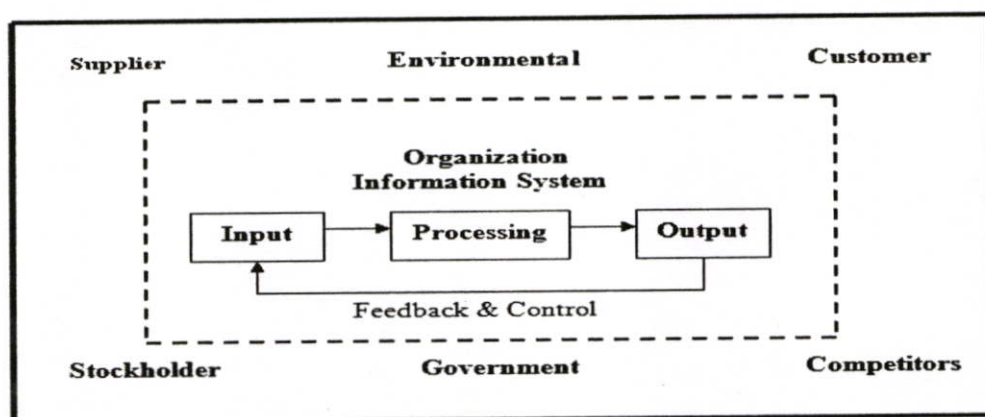 Supplier
Environmental
Customer
Organization
Information System
Input
Processing
Output
Feedback & Control
Stockholder
Government
Competitors